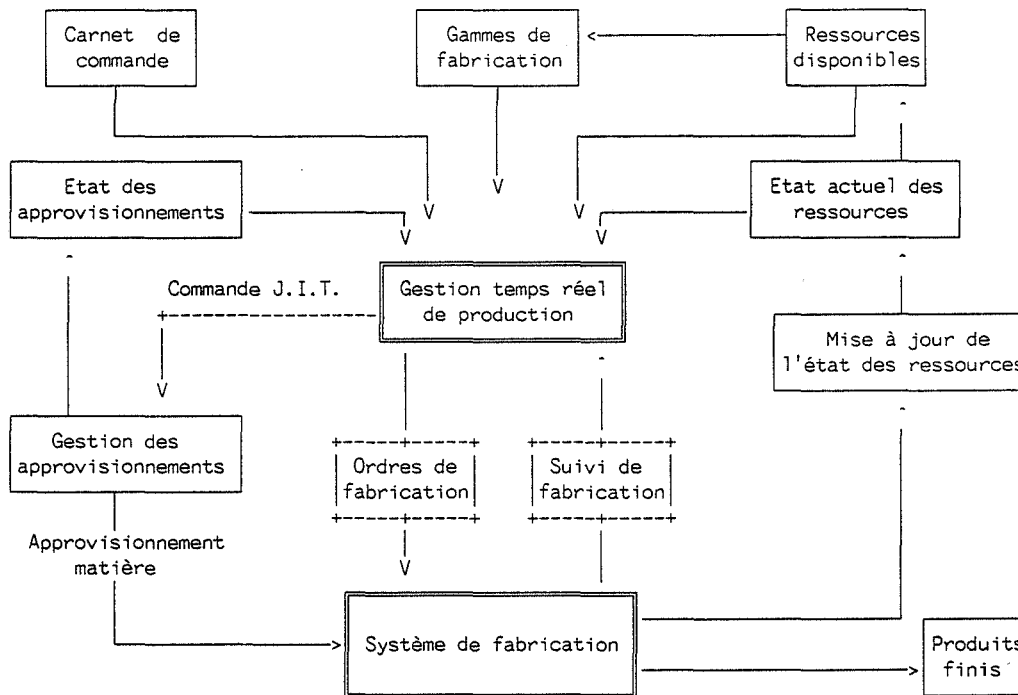 Carnet de
commande
Gammes de
fabrication
Ressources
disponibles
Etat des
approvisionnements
Etat actuel des
ressources
Commande J.I.T.
Gestion temps réel
de production
Mise à jour de
l'état des ressources
Gestion des
approvisionnements
Ordres de
fabrication
Suivi de
fabrication
Approvisionnement
matière
Système de fabrication
Produits
finis